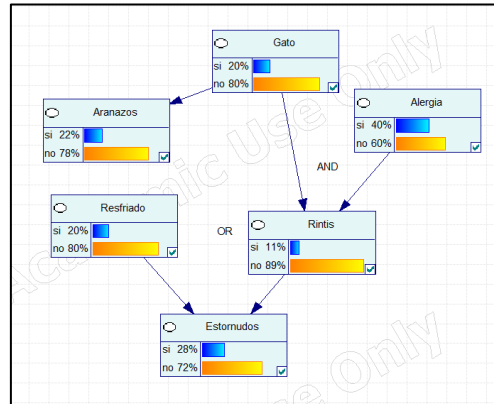 Gato
si 20%
no 80%
Aranazos
si 22%
no 78%
Alergia
si 40%
no 60%
AND
Resfriado
si 20%
no 80%
OR
Rintis
si 11%
no 89%
Estornudos
si 28%
no 72%
Academic Use Only
Use Only